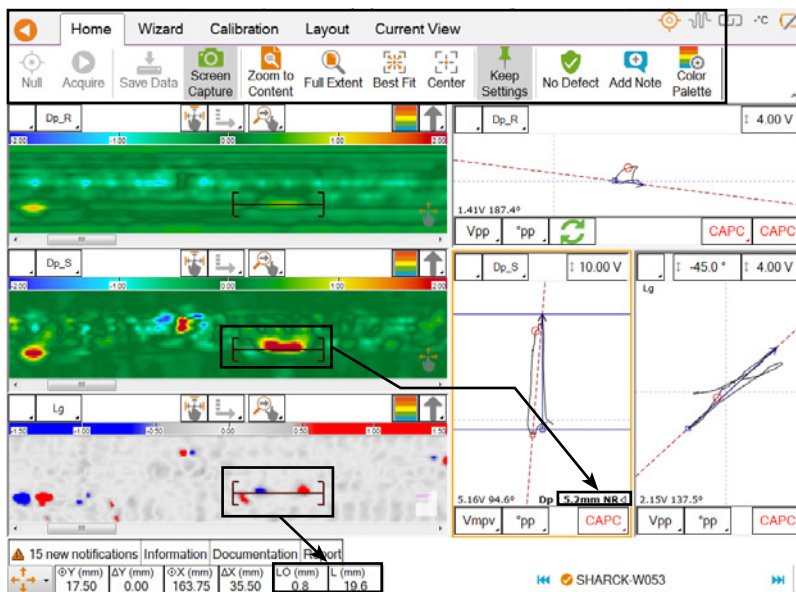 Home Wizard Calibration Layout Current View
-°C
Null Acquire Save Data Screen Capture Zoom to Content Full Extent Best Fit Center Keep Settings No Defect Add Note Color Palette
Dp_R
-2.00 -1.00 0.00 1.00 2.00
Dp_R 4.00 V
1.41V 187.4°
Vpp °pp CAPC CAPC
Dp_S
-2.00 -1.00 0.00 1.00 2.00
Dp_S 10.00 V
5.16V 94.6° Dp 5.2mm NR
Vmpv °pp CAPC
-45.0 ° 4.00 V
Lg
2.15V 137.5°
Vpp °pp CAPC
Lg
-1.50 -0.50 0.00 0.50 1.50
15 new notifications Information Documentation Report
Y (mm) ΔY (mm) X (mm) ΔX (mm) LO (mm) L (mm)
17.50 0.00 163.75 35.50 0.8 19.6
SHARCK-W053